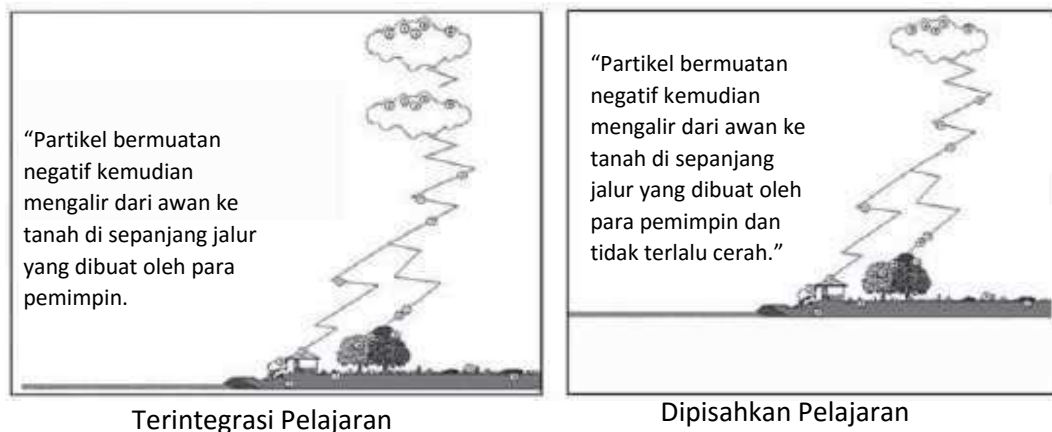 “Partikel bermuatan
negatif kemudian
mengalir dari awan ke
tanah di sepanjang jalur
yang dibuat oleh para
pemimpin.
Terintegrasi Pelajaran
“Partikel bermuatan
negatif kemudian
mengalir dari awan ke
tanah di sepanjang
jalur yang dibuat oleh
para pemimpin dan
tidak terlalu cerah.”
Dipisahkan Pelajaran